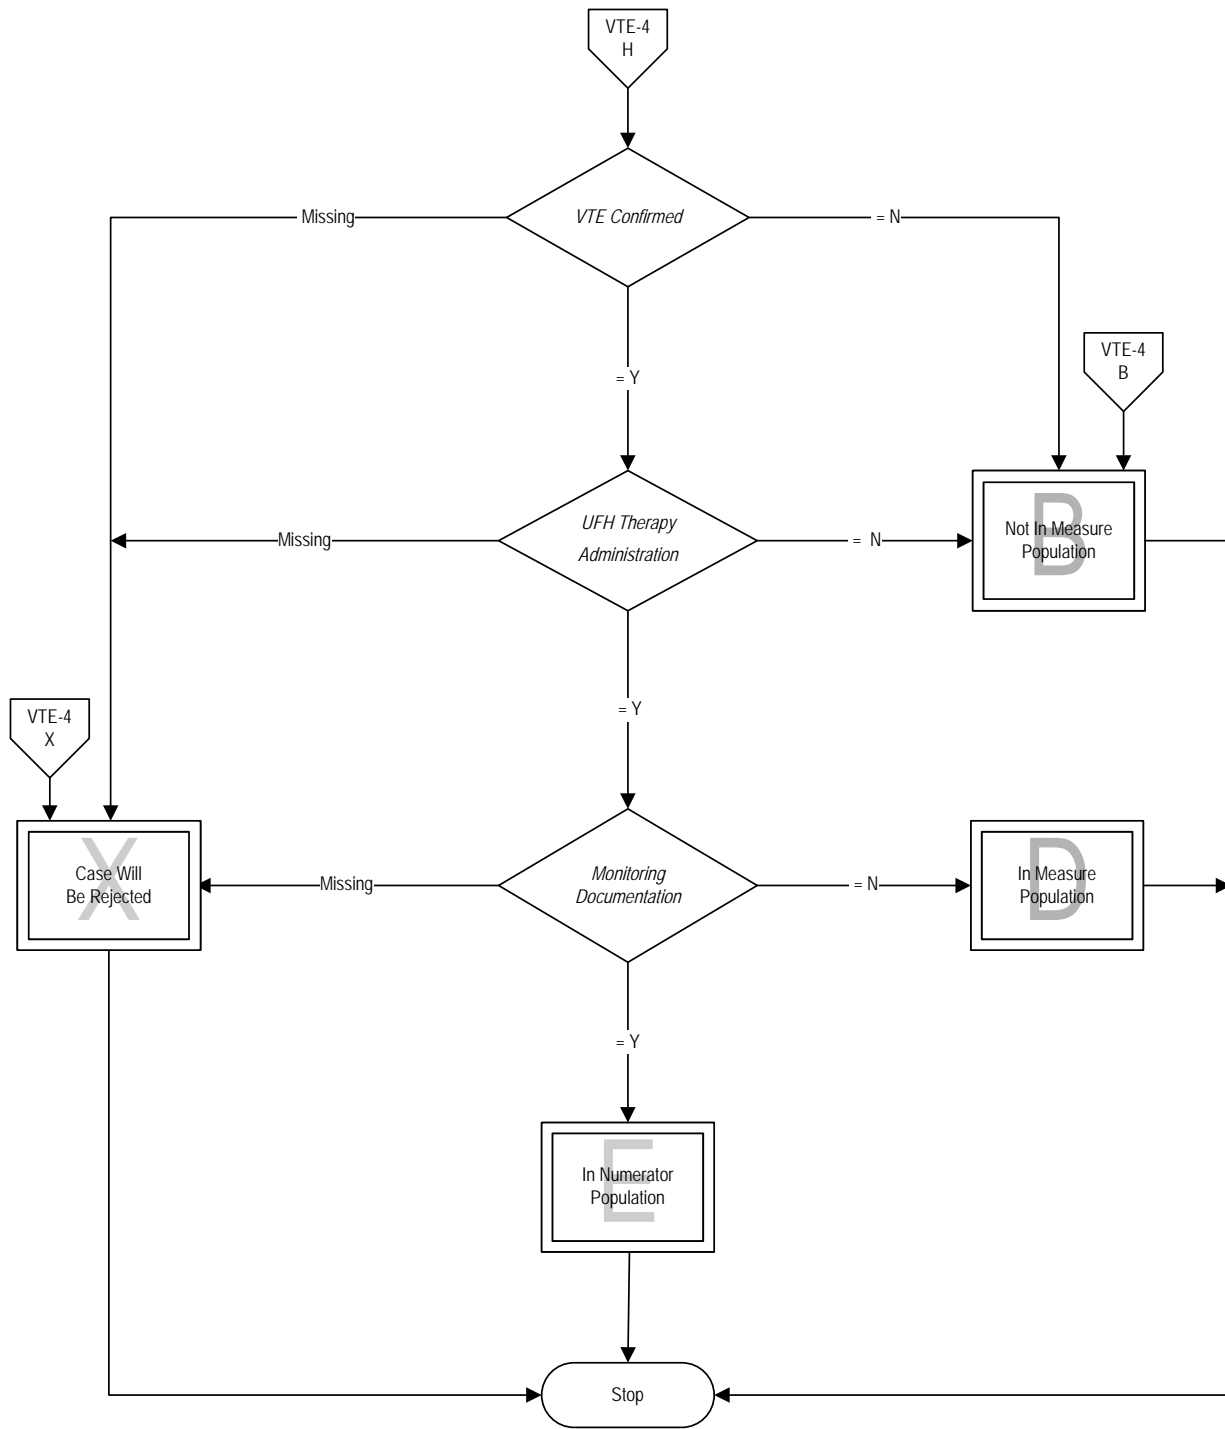 VTE-4
H
Missing
VTE Confirmed
= N
= Y
VTE-4
B
Missing
UFH Therapy
Administration
= N
B
Not In Measure
Population
= Y
VTE-4
X
X
Case Will
Be Rejected
Missing
Monitoring
Documentation
= N
D
In Measure
Population
= Y
E
In Numerator
Population
Stop